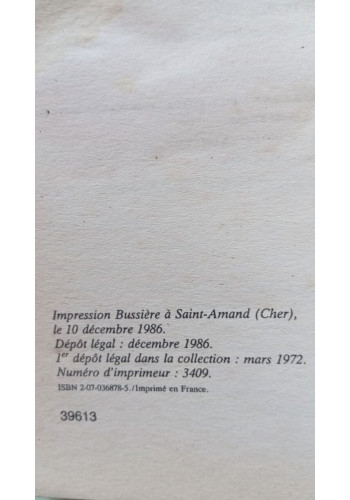 Impression Bussière à Saint-Amand (Cher),
le 10 décembre 1986.
Dépôt légal : décembre 1986.
1er dépôt légal dans la collection : mars 1972.
Numéro d'imprimeur : 3409.
ISBN 2-07-036878-5./Imprimé en France.
39613